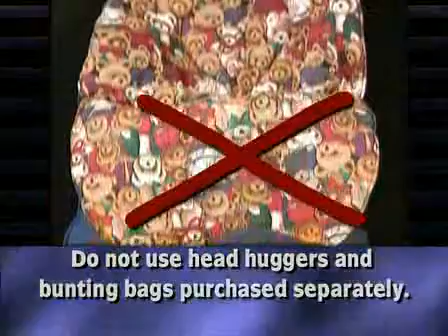 Do not use head huggers and
bunting bags purchased separately.